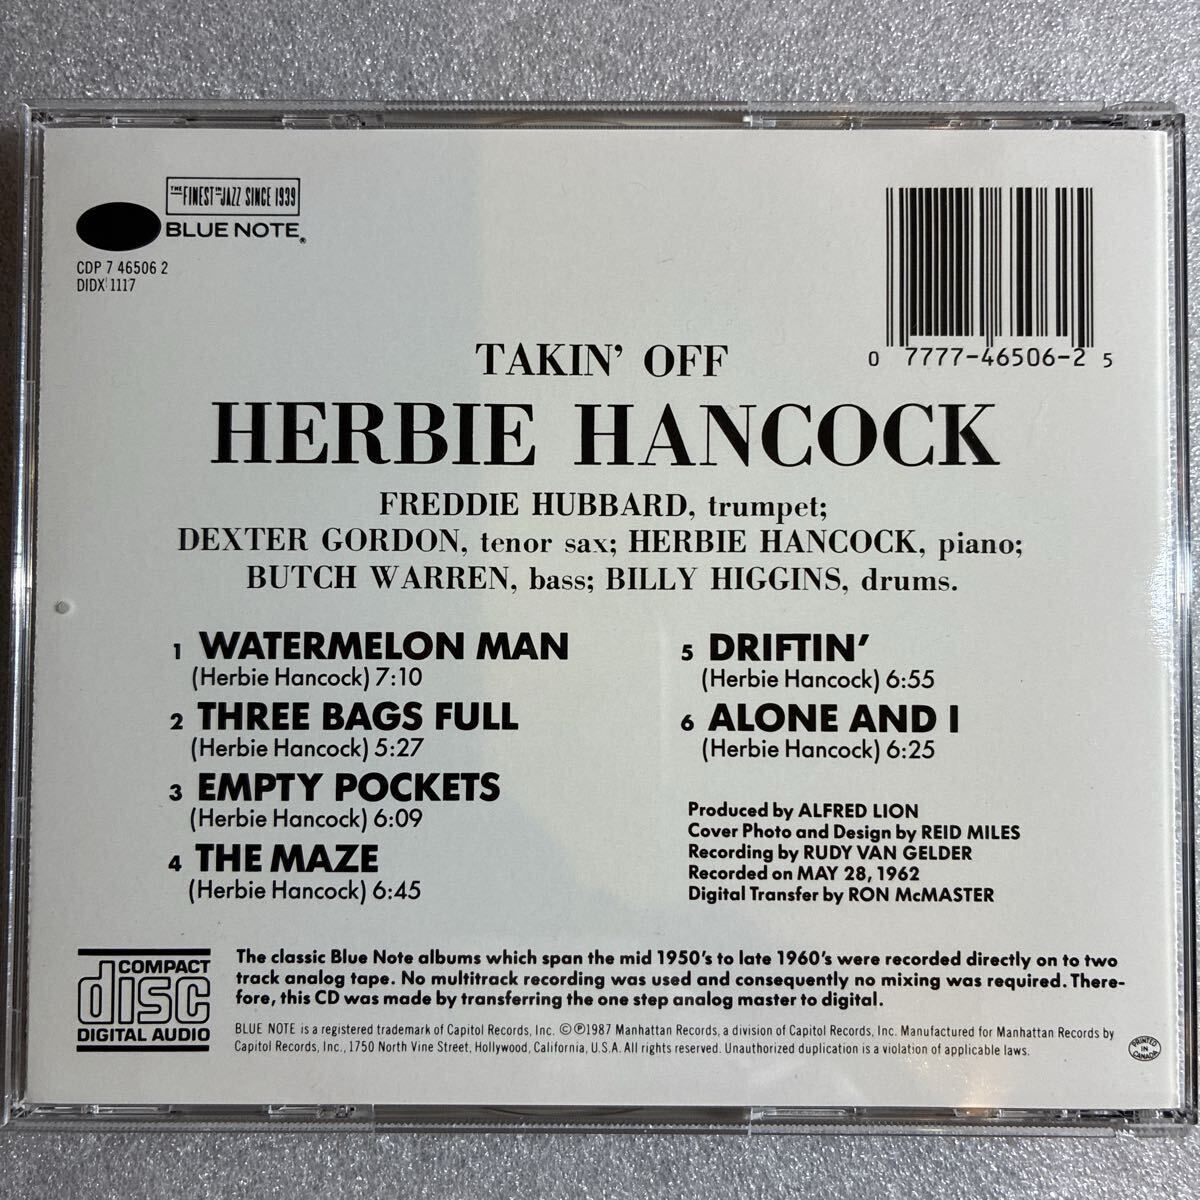 THE FINEST IN JAZZ SINCE 1939
BLUE NOTE®
CDP 7 46506 2
DIDX 1117
0 7777-46506-2 5
TAKIN' OFF
HERBIE HANCOCK
FREDDIE HUBBARD, trumpet;
DEXTER GORDON, tenor sax; HERBIE HANCOCK, piano;
BUTCH WARREN, bass; BILLY HIGGINS, drums.
1 WATERMELON MAN
(Herbie Hancock) 7:10
2 THREE BAGS FULL
(Herbie Hancock) 5:27
3 EMPTY POCKETS
(Herbie Hancock) 6:09
4 THE MAZE
(Herbie Hancock) 6:45
5 DRIFTIN'
(Herbie Hancock) 6:55
6 ALONE AND I
(Herbie Hancock) 6:25
Produced by ALFRED LION
Cover Photo and Design by REID MILES
Recording by RUDY VAN GELDER
Recorded on MAY 28, 1962
Digital Transfer by RON McMASTER
COMPACT
disc
DIGITAL AUDIO
The classic Blue Note albums which span the mid 1950's to late 1960's were recorded directly on to two
track analog tape. No multitrack recording was used and consequently no mixing was required. There-
fore, this CD was made by transferring the one step analog master to digital.
BLUE NOTE is a registered trademark of Capitol Records, Inc. ©℗1987 Manhattan Records, a division of Capitol Records, Inc. Manufactured for Manhattan Records by
Capitol Records, Inc., 1750 North Vine Street, Hollywood, California, U.S.A. All rights reserved. Unauthorized duplication is a violation of applicable laws.
PRINTED
IN
CANADA